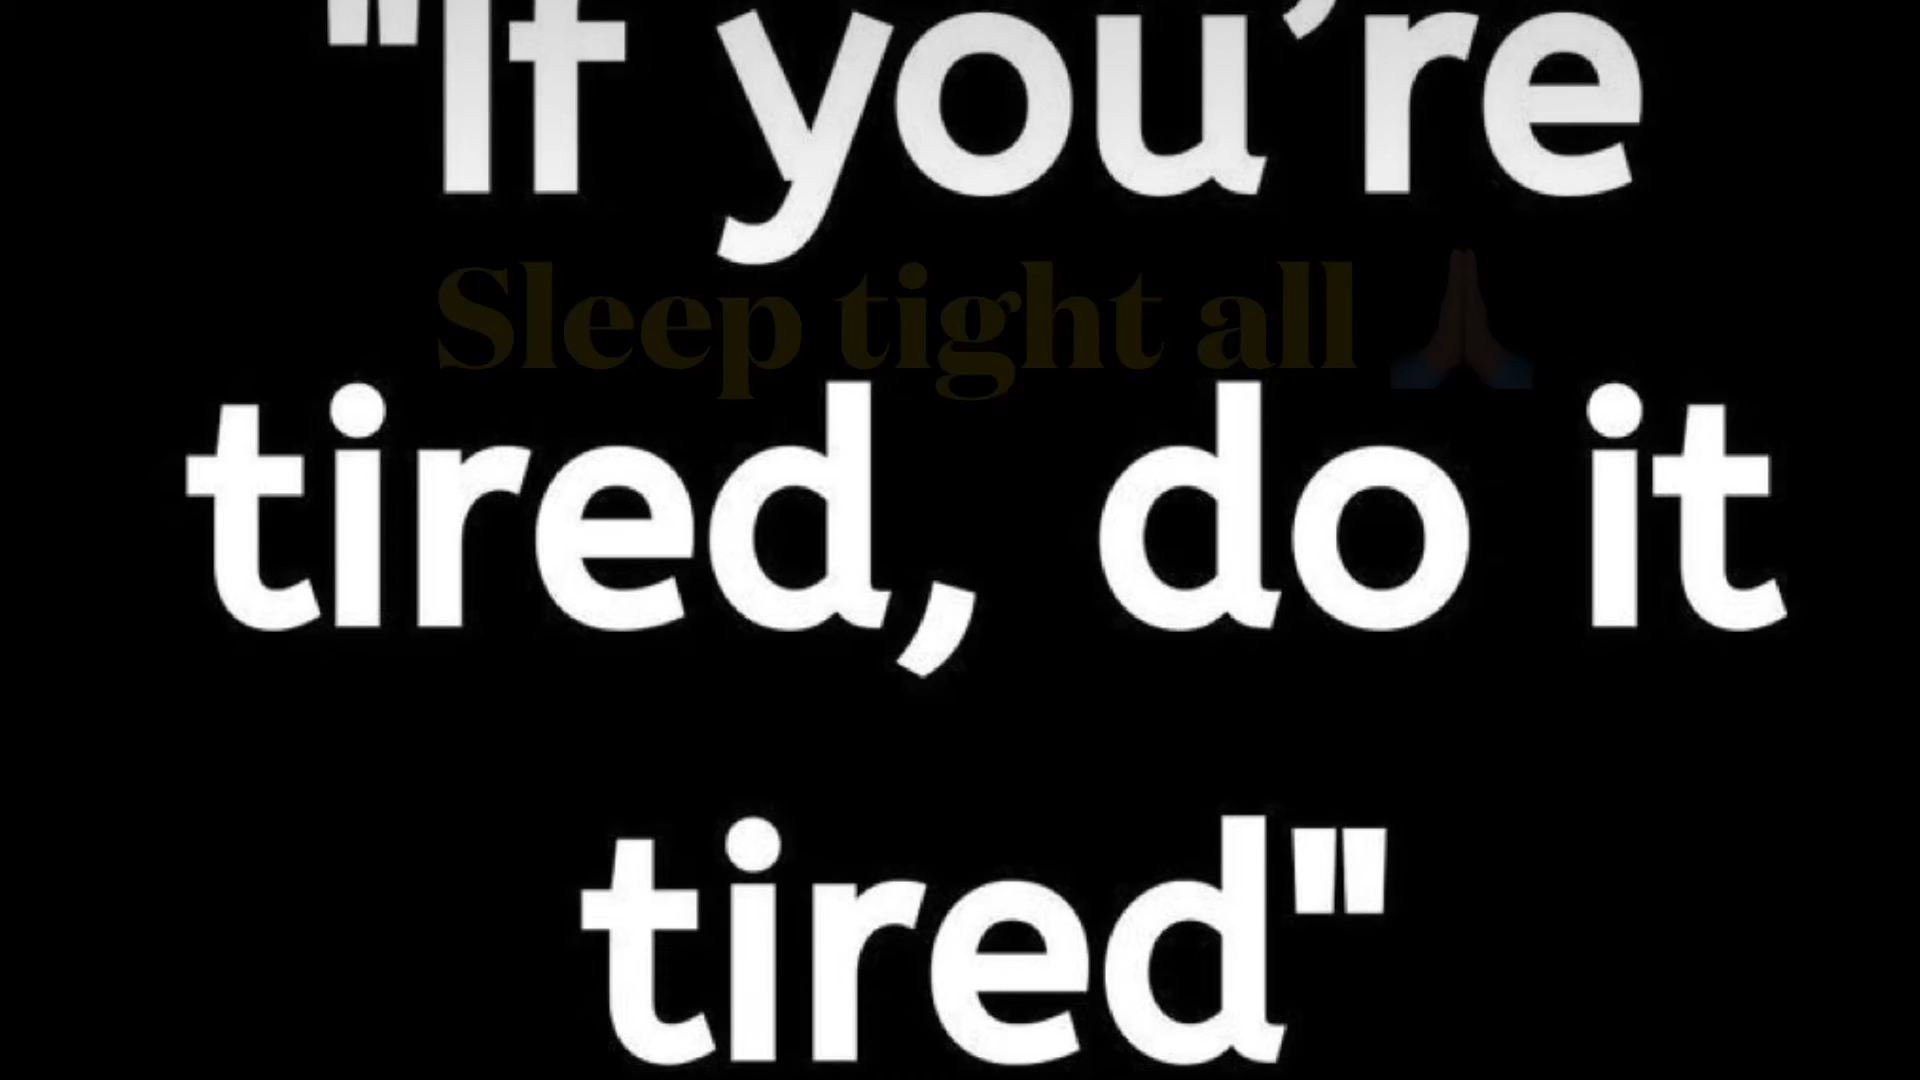 "If you’re
Sleep tight all 🙏🏿
tired, do it
tired"